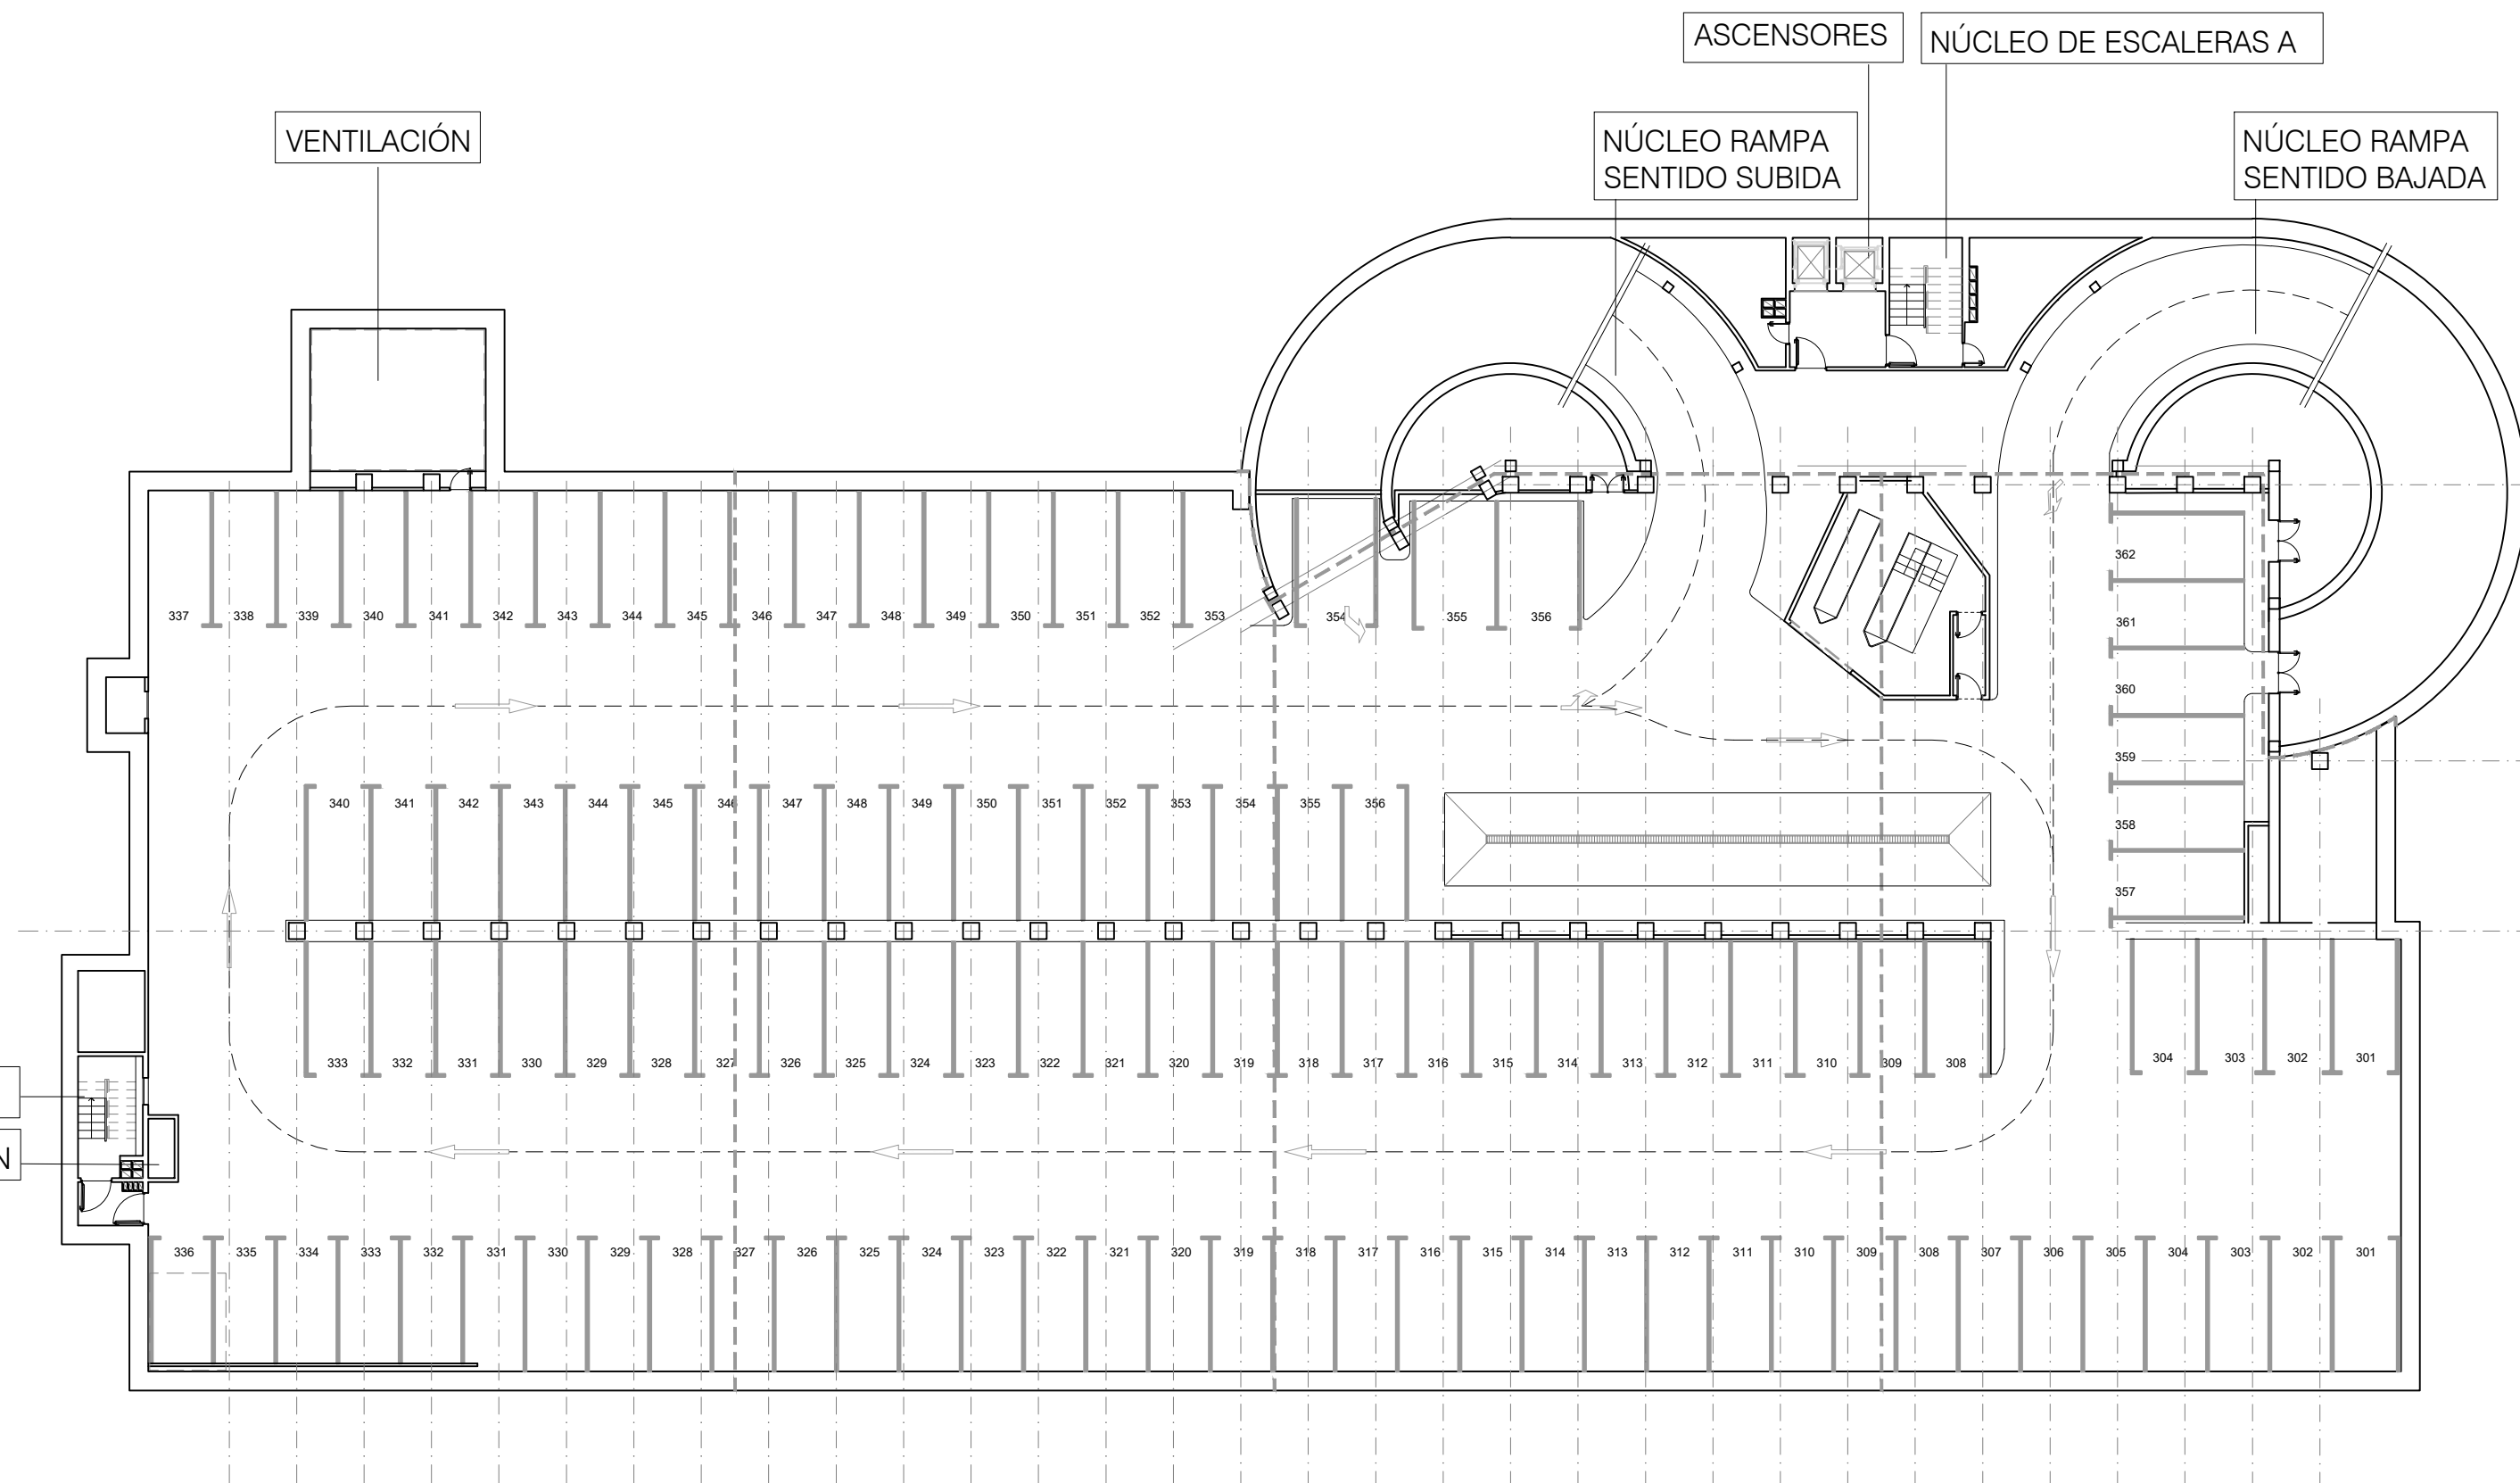 ASCENSORES
NÚCLEO DE ESCALERAS A
VENTILACIÓN
NÚCLEO RAMPA
SENTIDO SUBIDA
NÚCLEO RAMPA
SENTIDO BAJADA
362
337 338 339 340 341 342 343 344 345 346 347 348 349 350 351 352 353 354 355 356
361
360
359
340 341 342 343 344 345 346 347 348 349 350 351 352 353 354 355 356
358
357
333 332 331 330 329 328 327 326 325 324 323 322 321 320 319 318 317 316 315 314 313 312 311 310 309 308 304 303 302 301
N
336 335 334 333 332 331 330 329 328 327 326 325 324 323 322 321 320 319 318 317 316 315 314 313 312 311 310 309 308 307 306 305 304 303 302 301